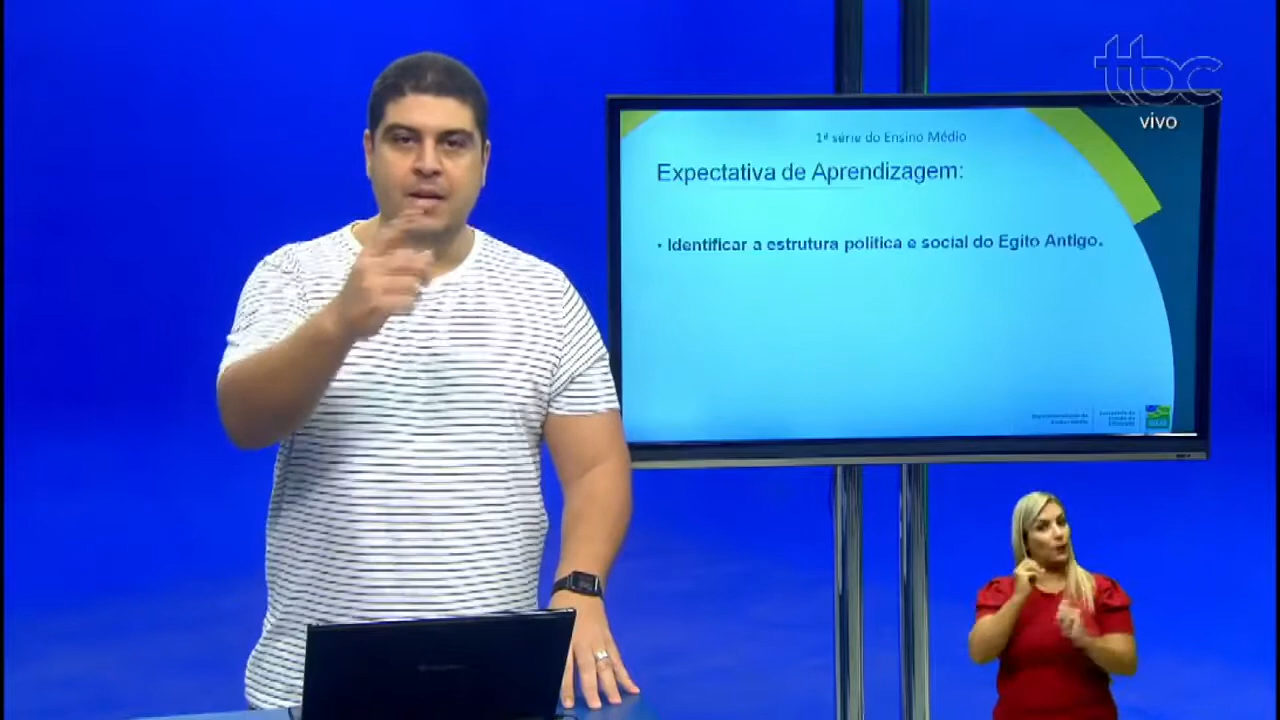 tbc
vivo
1ª série do Ensino Médio
Expectativa de Aprendizagem:
• Identificar a estrutura política e social do Egito Antigo.